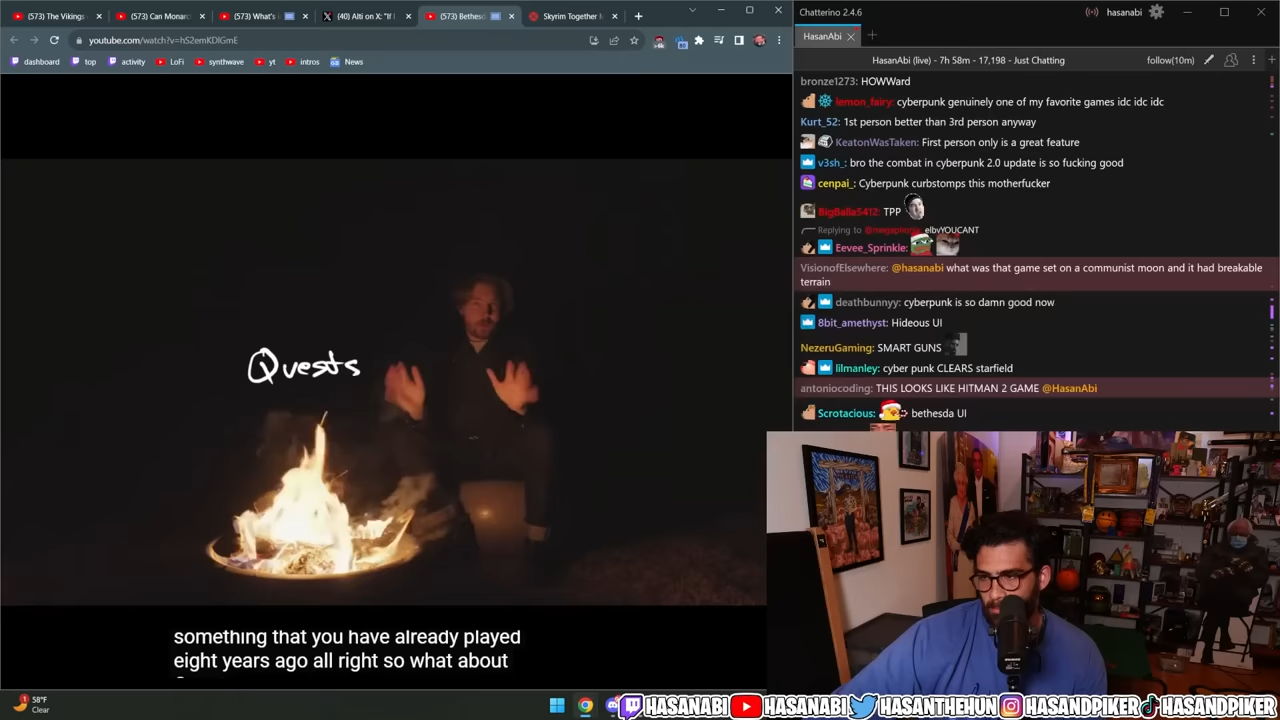 (573) The Vikings
(573) Can Monarc
(573) What's i
(40) Alti on X: "If
(573) Bethesd
Skyrim Together M
Chatterino 2.4.6
hasanabi
youtube.com/watch?v=hS2emKDlGmE
HasanAbi
dashboard
top
activity
LoFi
synthwave
yt
intros
News
HasanAbi (live) - 7h 58m - 17,198 - Just Chatting
follow(10m)
bronze1273: HOWWard
lemon_fairy: cyberpunk genuinely one of my favorite games idc idc idc
Kurt_52: 1st person better than 3rd person anyway
KeatonWasTaken: First person only is a great feature
v3sh_: bro the combat in cyberpunk 2.0 update is so fucking good
cenpai_: Cyberpunk curbstomps this motherfucker
BigBalla5412: TPP
Replying to elbvYOUCANT
Eevee_Sprinkle:
VisionofElsewhere: @hasanabi what was that game set on a communist moon and it had breakable
terrain
deathbunnyy: cyberpunk is so damn good now
8bit_amethyst: Hideous UI
NezeruGaming: SMART GUNS
lilmanley: cyber punk CLEARS starfield
antoniocoding: THIS LOOKS LIKE HITMAN 2 GAME @HasanAbi
Scrotacious: bethesda UI
Quests
something that you have already played
eight years ago all right so what about
58°F
Clear
HASANABI
HASANABI
HASANTHEHUN
HASANDPIKER
HASANDPIKER